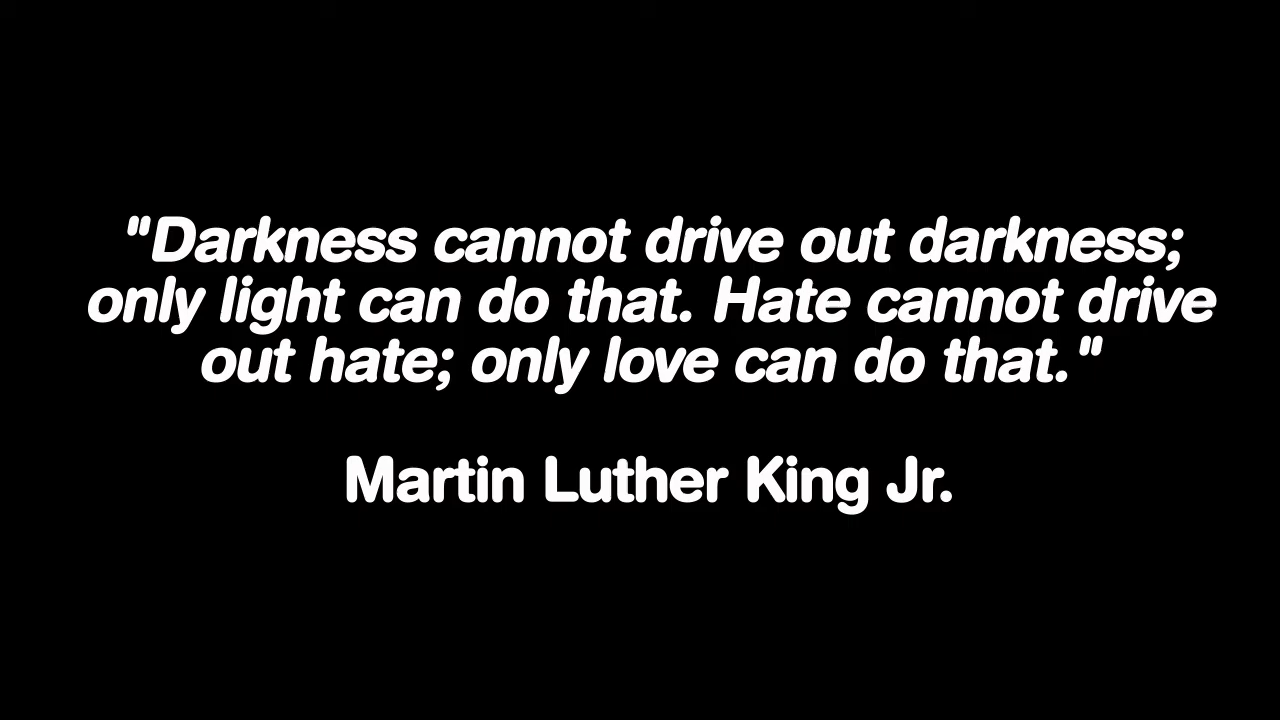 "Darkness cannot drive out darkness;
only light can do that. Hate cannot drive
out hate; only love can do that."
Martin Luther King Jr.